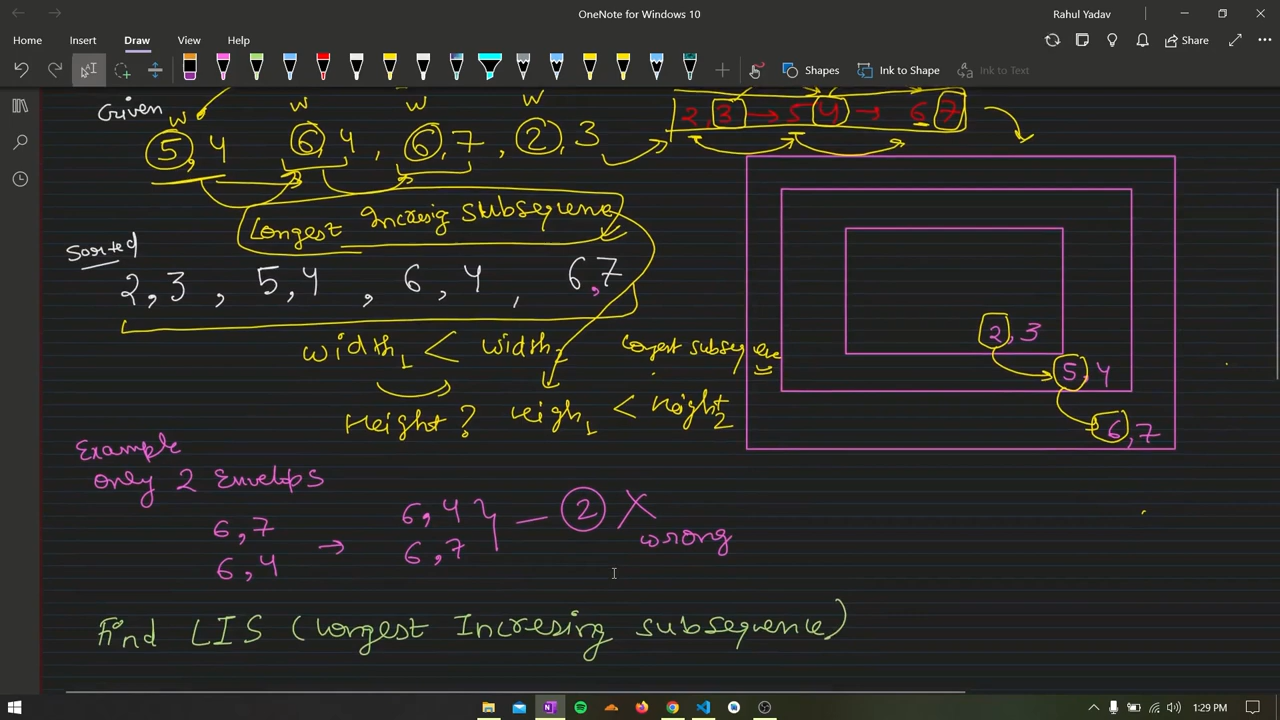 OneNote for Windows 10
Rahul Yadav
Home Insert Draw View Help
Share
Shapes Ink to Shape Ink to Text
Given
W W W W
5,4 6,4 , 6,7 , 2,3
2,3 → 5,4 → 6,7
Longest Incresig Subsequence
Sorted
2,3 , 5,4 , 6,4 , 6,7
width1 < width2
Longest subsequence
Height? Heigh1 < Height2
2,3
5,4
6,7
Example
only 2 Envelops
6,7
6,4
→
6,4
6,7
— 2 X
wrong
Find LIS (Longest Incresing subsequence)
1:29 PM